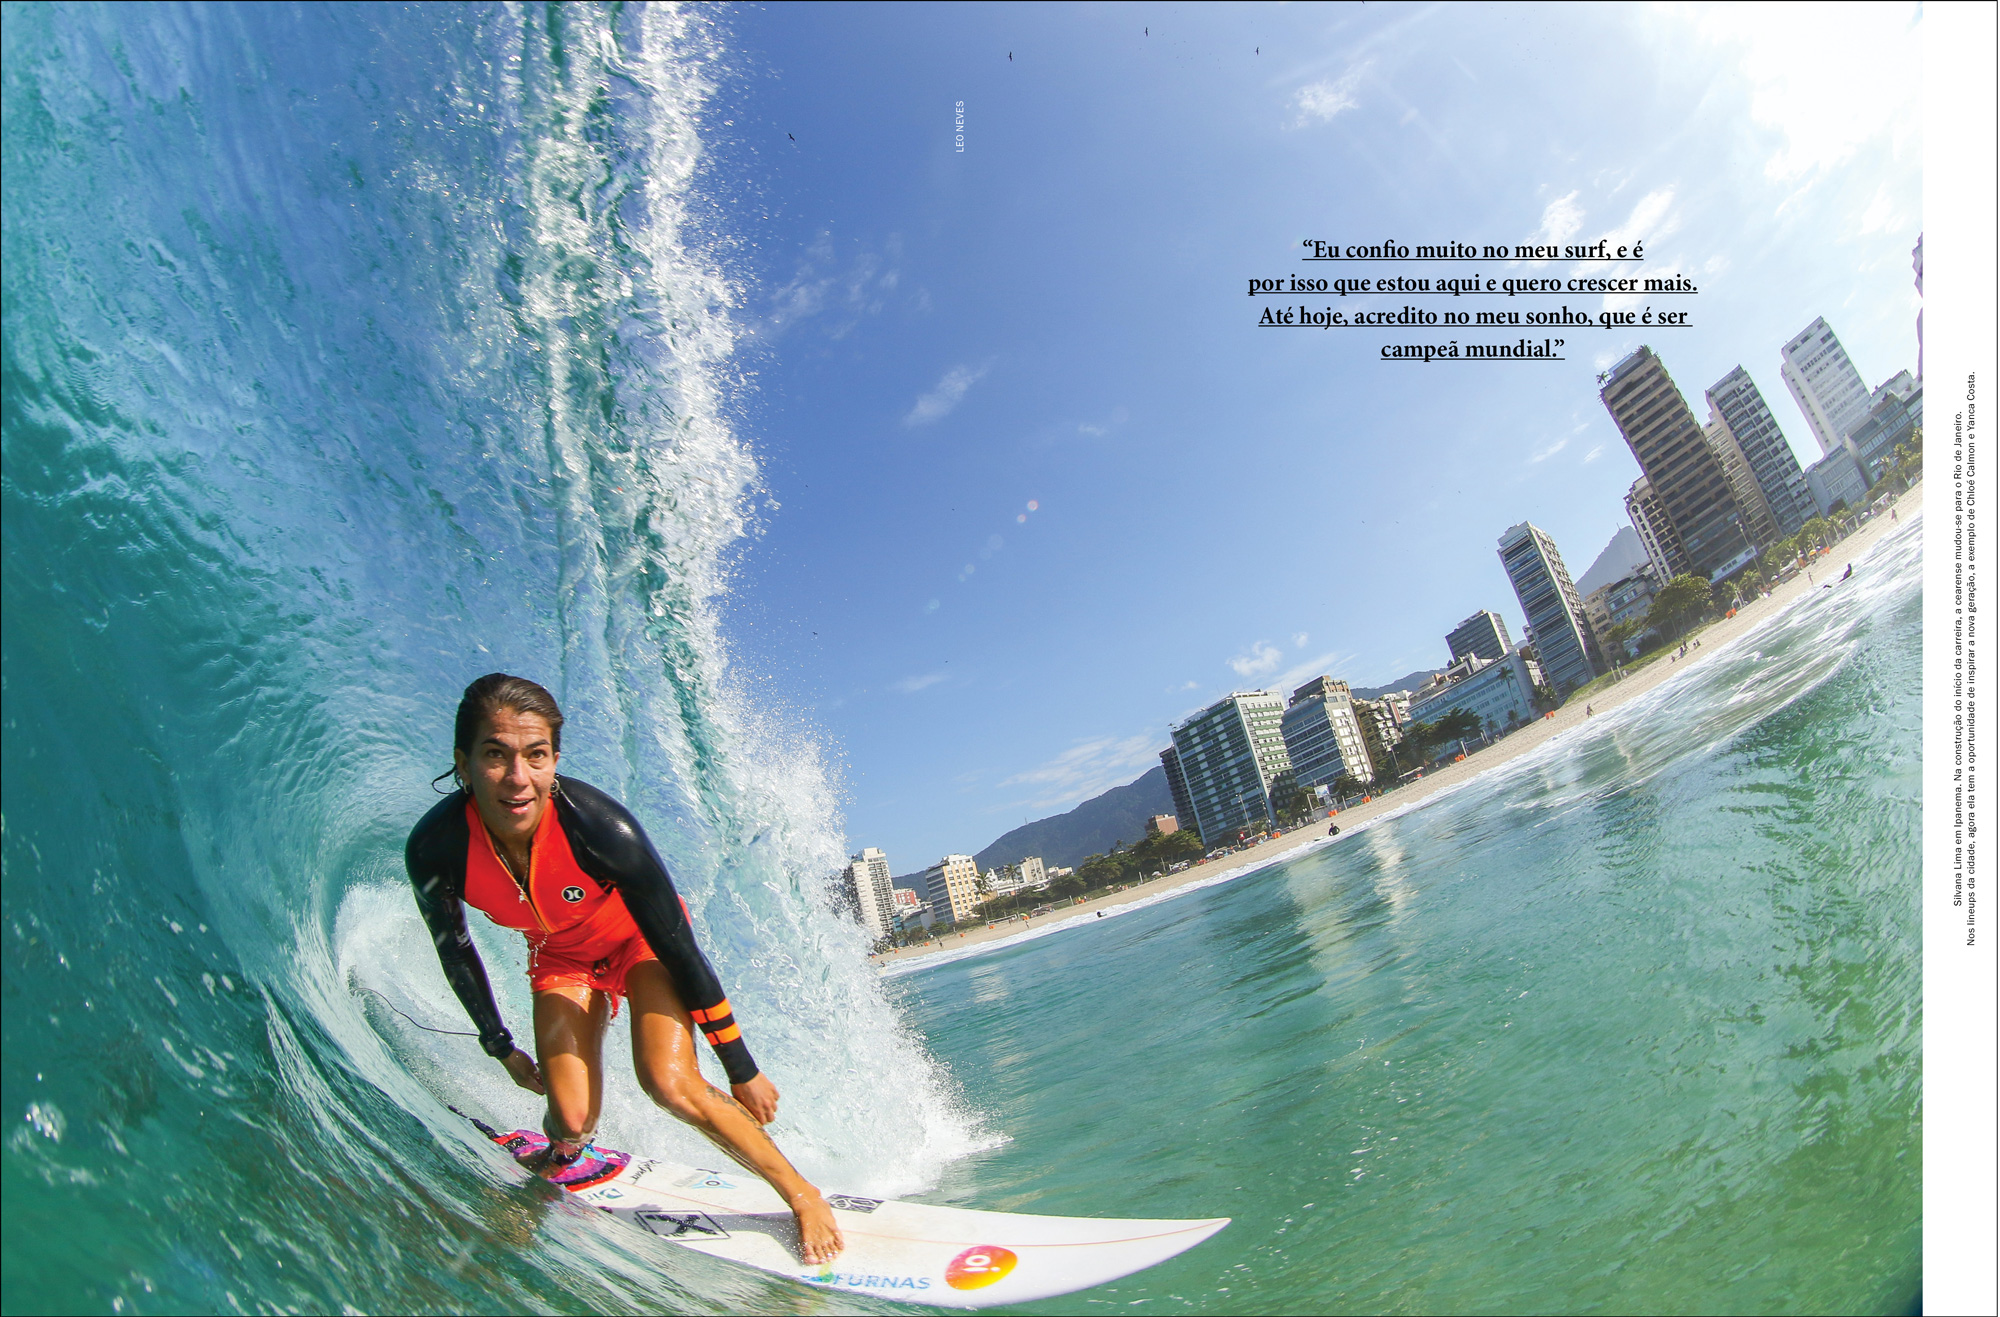 LEO NEVES
“Eu confio muito no meu surf, e é
por isso que estou aqui e quero crescer mais.
Até hoje, acredito no meu sonho, que é ser
campeã mundial.”
Silvana Lima em Ipanema. Na construção do início da carreira, a cearense mudou-se para o Rio de Janeiro.
Nos lineups da cidade, agora ela tem a oportunidade de inspirar a nova geração, a exemplo de Chloé Calmon e Yanca Costa.
FURNAS
oi